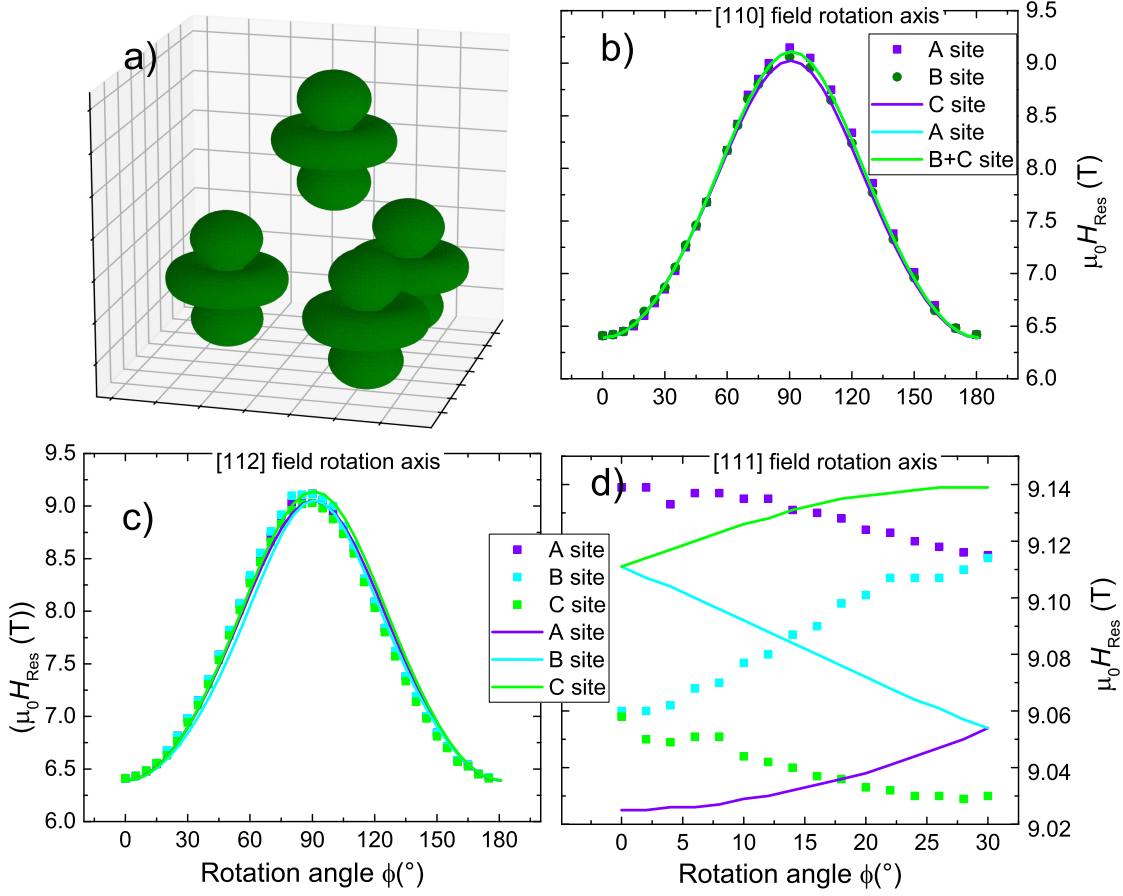 a)
b)
[110] field rotation axis
A site
B site
C site
A site
B+C site
9.5
9.0
8.5
8.0
7.5
7.0
6.5
6.0
μ₀H_Res (T)
0 30 60 90 120 150 180
c)
[112] field rotation axis
9.5
9.0
8.5
8.0
7.5
7.0
6.5
6.0
(μ₀H_Res (T))
0 30 60 90 120 150 180
Rotation angle ϕ(°)
A site
B site
C site
A site
B site
C site
d)
[111] field rotation axis
9.14
9.12
9.10
9.08
9.06
9.04
9.02
μ₀H_Res (T)
0 5 10 15 20 25 30
Rotation angle ϕ(°)